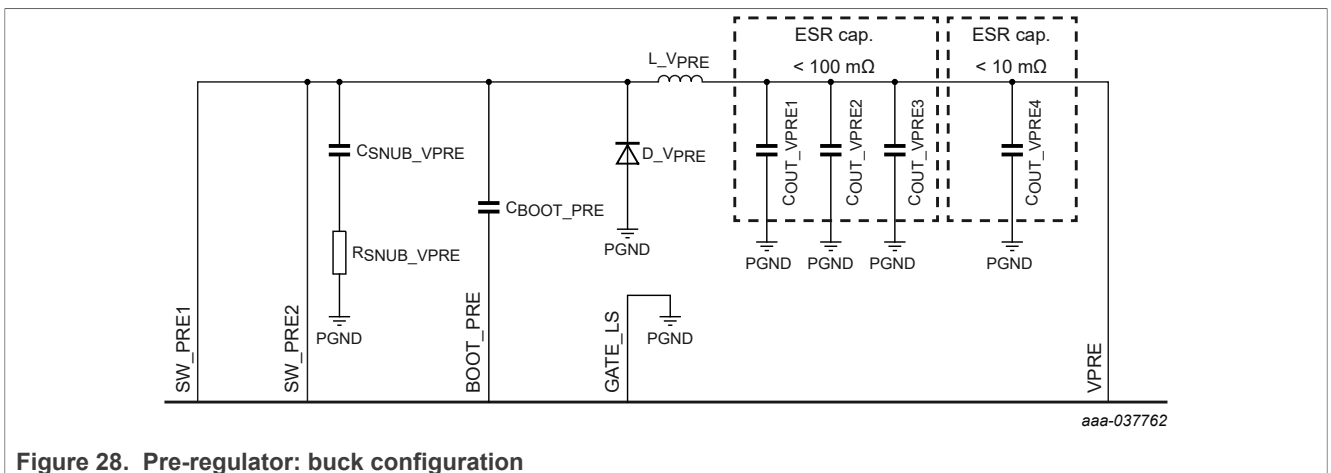 ESR cap.
< 100 mΩ
ESR cap.
< 10 mΩ
L_VPRE
CSNUB_VPRE
RSNUB_VPRE
PGND
CBOOT_PRE
D_VPRE
PGND
COUT_VPRE1
COUT_VPRE2
COUT_VPRE3
COUT_VPRE4
PGND
PGND
PGND
PGND
PGND
SW_PRE1
SW_PRE2
BOOT_PRE
GATE_LS
VPRE
aaa-037762
Figure 28. Pre-regulator: buck configuration